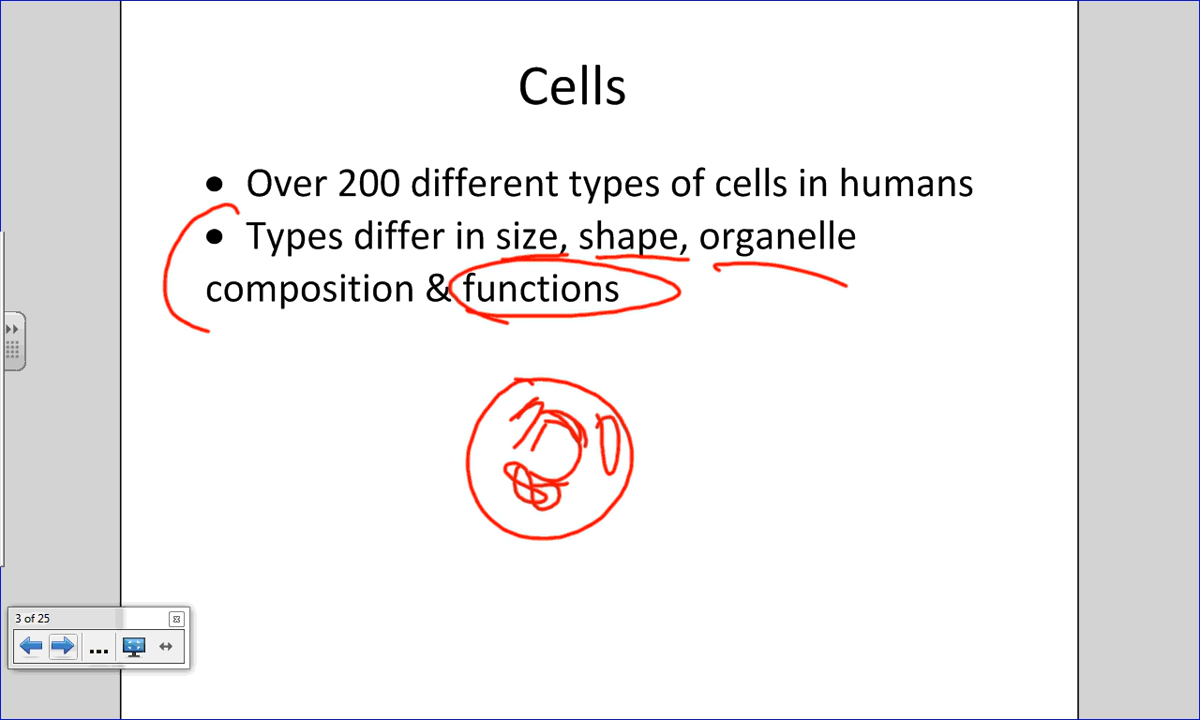 Cells
• Over 200 different types of cells in humans
• Types differ in size, shape, organelle
composition & functions
3 of 25
...